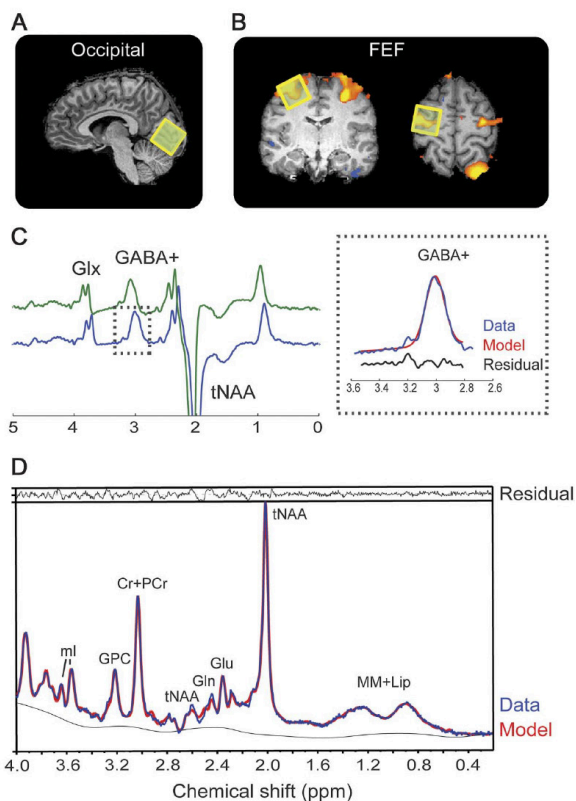 A
Occipital
B
FEF
C
Glx
GABA+
tNAA
5 4 3 2 1 0
GABA+
Data
Model
Residual
3.6 3.2 3 2.9 2.6
D
Residual
tNAA
Cr+PCr
mI
GPC
tNAA
Gln
Glu
MM+Lip
Data
Model
4.0 3.6 3.2 2.8 2.4 2.0 1.6 1.2 0.8 0.4
Chemical shift (ppm)